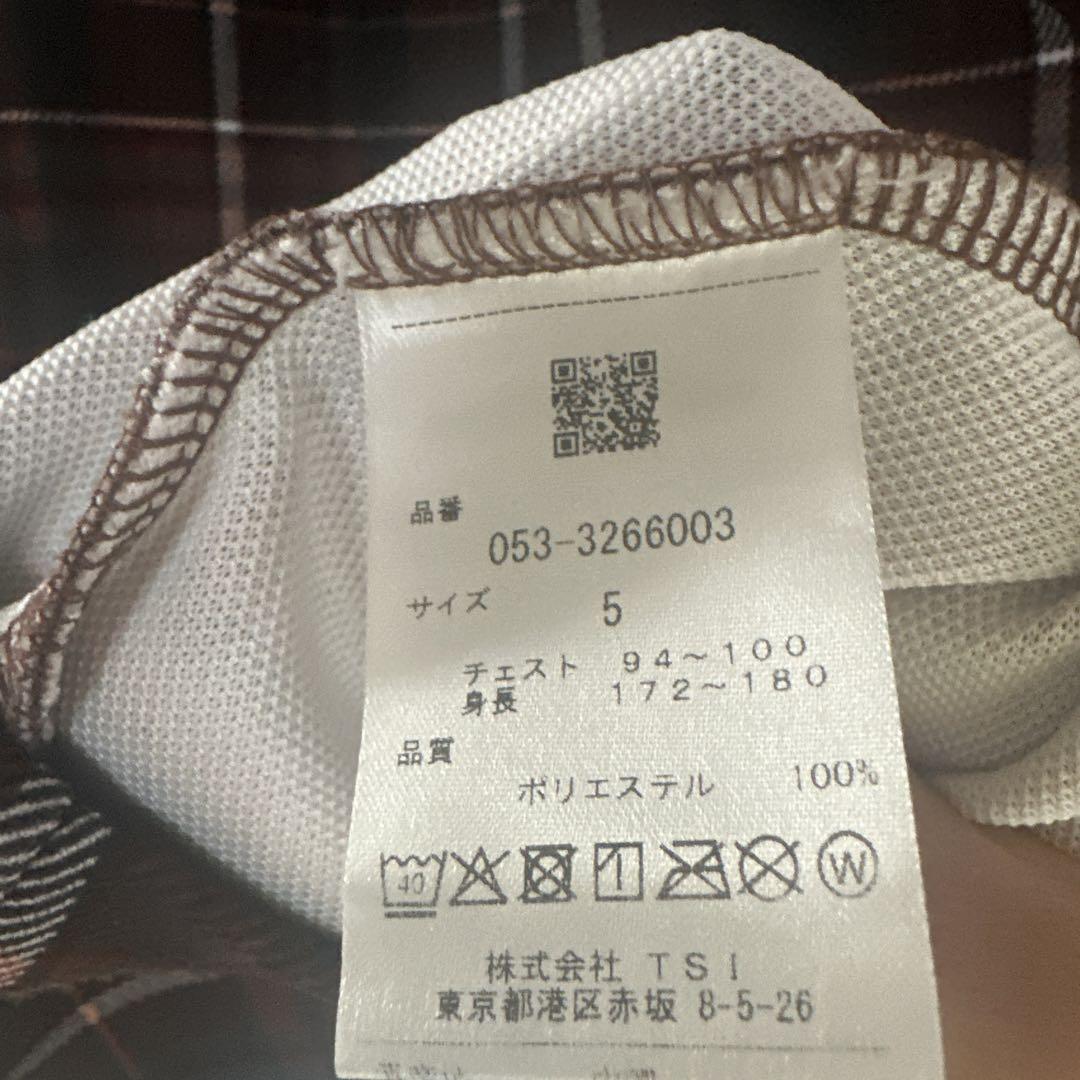 品番
053-3266003
サイズ 5
チェスト 94~100
身長 172~180
品質
ポリエステル 100%
40 W
株式会社 TSI
東京都港区赤坂 8-5-26